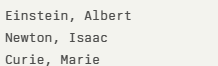 Einstein, Albert
Newton, Isaac
Curie, Marie